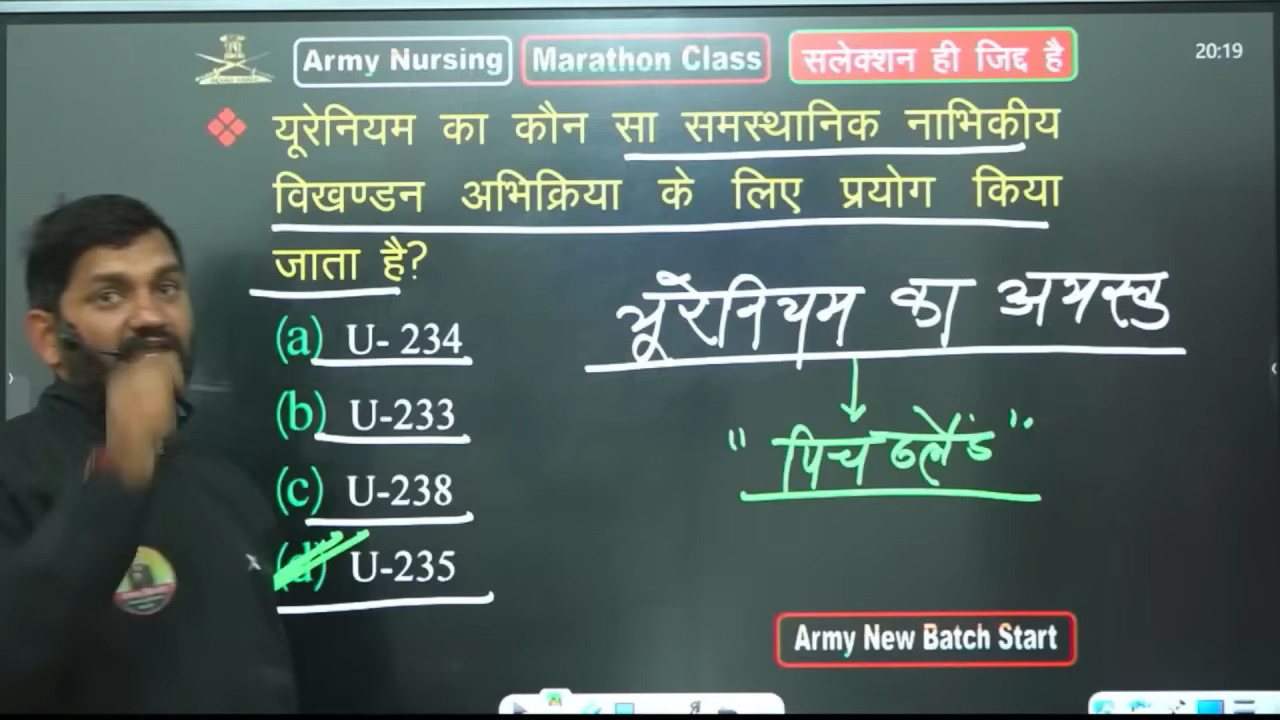 Army Nursing Marathon Class सलेक्शन ही जिद्द है 20:19
यूरेनियम का कौन सा समस्थानिक नाभिकीय
विखण्डन अभिक्रिया के लिए प्रयोग किया
जाता है?
यूरेनियम का अयस्क
(a) U- 234
(b) U-233
"पिच ब्लैंड"
(c) U-238
(d) U-235
Army New Batch Start